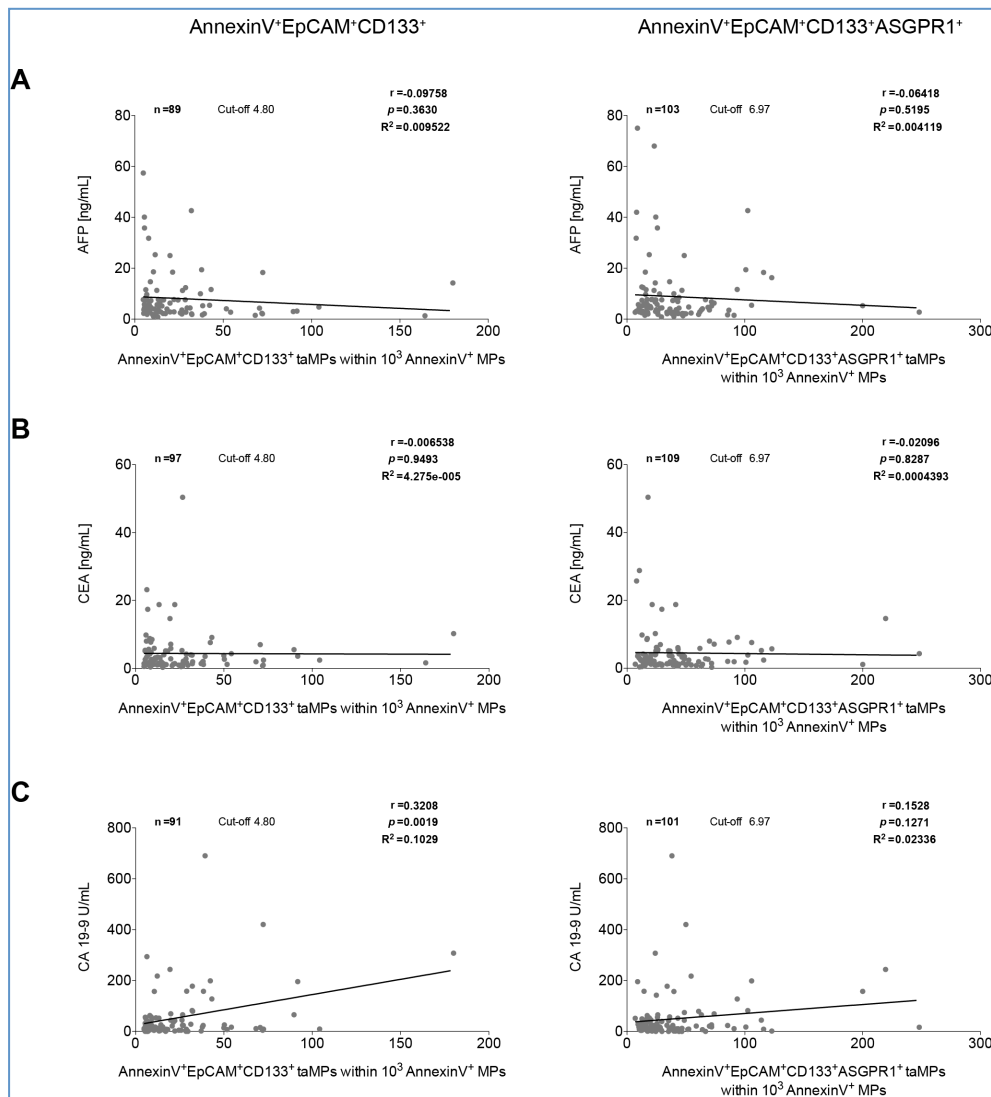 AnnexinV⁺EpCAM⁺CD133⁺
AnnexinV⁺EpCAM⁺CD133⁺ASGPR1⁺
A
n =89
Cut-off 4.80
r =-0.09758
p =0.3630
R² =0.009522
AFP [ng/mL]
80
60
40
20
0
0 50 100 150 200
AnnexinV⁺EpCAM⁺CD133⁺ taMPs within 10³ AnnexinV⁺ MPs
n =103
Cut-off 6.97
r =-0.06418
p =0.5195
R² =0.004119
AFP [ng/mL]
80
60
40
20
0
0 100 200 300
AnnexinV⁺EpCAM⁺CD133⁺ASGPR1⁺ taMPs
within 10³ AnnexinV⁺ MPs
B
n =97
Cut-off 4.80
r =-0.006538
p =0.9493
R² =4.275e-005
CEA [ng/mL]
60
40
20
0
0 50 100 150 200
AnnexinV⁺EpCAM⁺CD133⁺ taMPs within 10³ AnnexinV⁺ MPs
n =109
Cut-off 6.97
r =-0.02096
p =0.8287
R² =0.0004393
CEA [ng/mL]
60
40
20
0
0 100 200 300
AnnexinV⁺EpCAM⁺CD133⁺ASGPR1⁺ taMPs
within 10³ AnnexinV⁺ MPs
C
n =91
Cut-off 4.80
r =0.3208
p =0.0019
R² =0.1029
CA 19-9 U/mL
800
600
400
200
0
0 50 100 150 200
AnnexinV⁺EpCAM⁺CD133⁺ taMPs within 10³ AnnexinV⁺ MPs
n =101
Cut-off 6.97
r =0.1528
p =0.1271
R² =0.02336
CA 19-9 U/mL
800
600
400
200
0
0 100 200 300
AnnexinV⁺EpCAM⁺CD133⁺ASGPR1⁺ taMPs
within 10³ AnnexinV⁺ MPs